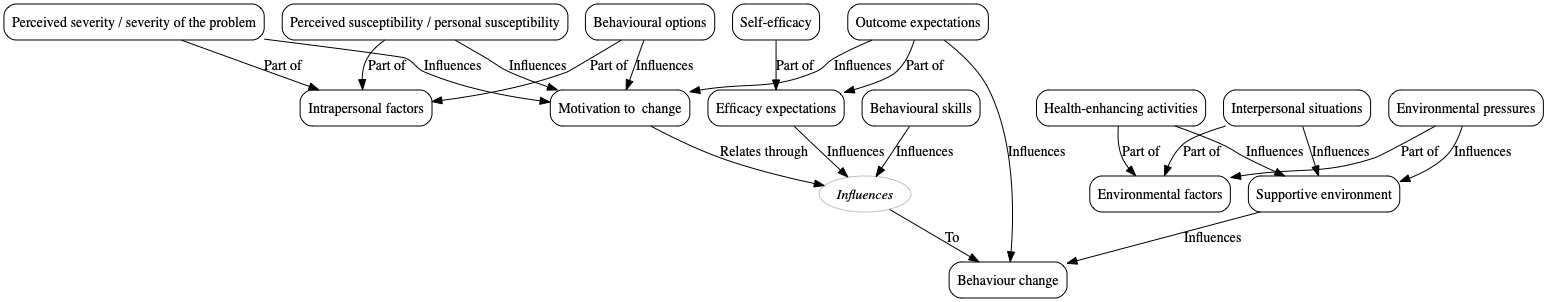 Perceived severity / severity of the problem
Perceived susceptibility / personal susceptibility
Behavioural options
Self-efficacy
Outcome expectations
Part of
Part of
Influences
Influences
Part of
Influences
Part of
Influences
Part of
Intrapersonal factors
Motivation to  change
Efficacy expectations
Behavioural skills
Health-enhancing activities
Interpersonal situations
Environmental pressures
Relates through
Influences
Influences
Influences
Part of
Part of
Influences
Influences
Part of
Influences
Influences
Environmental factors
Supportive environment
To
Influences
Behaviour change